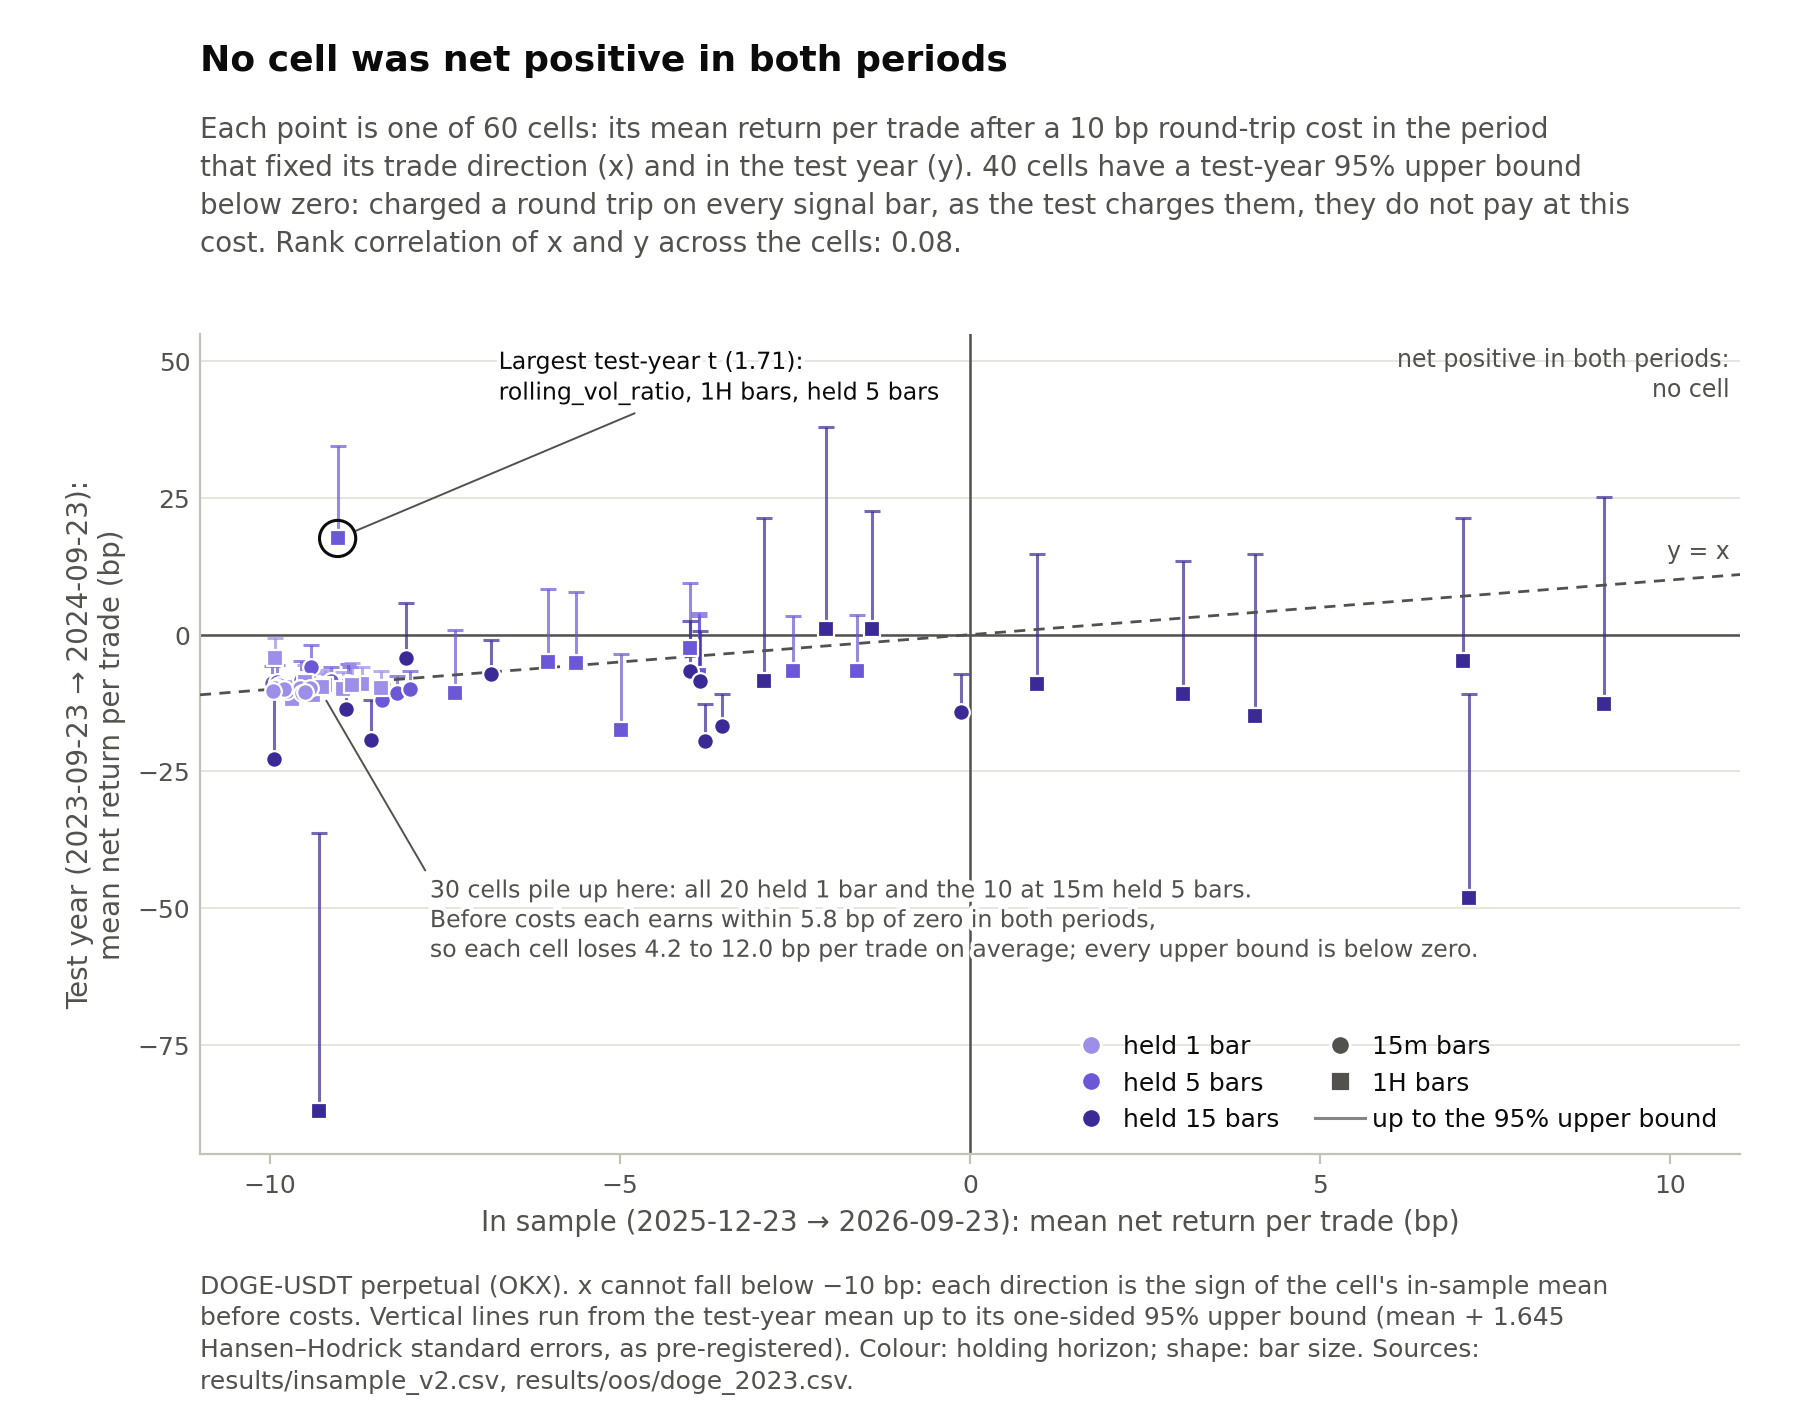 No cell was net positive in both periods
Each point is one of 60 cells: its mean return per trade after a 10 bp round-trip cost in the period
that fixed its trade direction (x) and in the test year (y). 40 cells have a test-year 95% upper bound
below zero: charged a round trip on every signal bar, as the test charges them, they do not pay at this
cost. Rank correlation of x and y across the cells: 0.08.
Largest test-year t (1.71):
rolling_vol_ratio, 1H bars, held 5 bars
net positive in both periods:
no cell
y = x
50
25
0
−25
−50
−75
Test year (2023-09-23 → 2024-09-23):
mean net return per trade (bp)
30 cells pile up here: all 20 held 1 bar and the 10 at 15m held 5 bars.
Before costs each earns within 5.8 bp of zero in both periods,
so each cell loses 4.2 to 12.0 bp per trade on average; every upper bound is below zero.
held 1 bar
held 5 bars
held 15 bars
15m bars
1H bars
up to the 95% upper bound
−10
−5
0
5
10
In sample (2025-12-23 → 2026-09-23): mean net return per trade (bp)
DOGE-USDT perpetual (OKX). x cannot fall below −10 bp: each direction is the sign of the cell's in-sample mean
before costs. Vertical lines run from the test-year mean up to its one-sided 95% upper bound (mean + 1.645
Hansen–Hodrick standard errors, as pre-registered). Colour: holding horizon; shape: bar size. Sources:
results/insample_v2.csv, results/oos/doge_2023.csv.